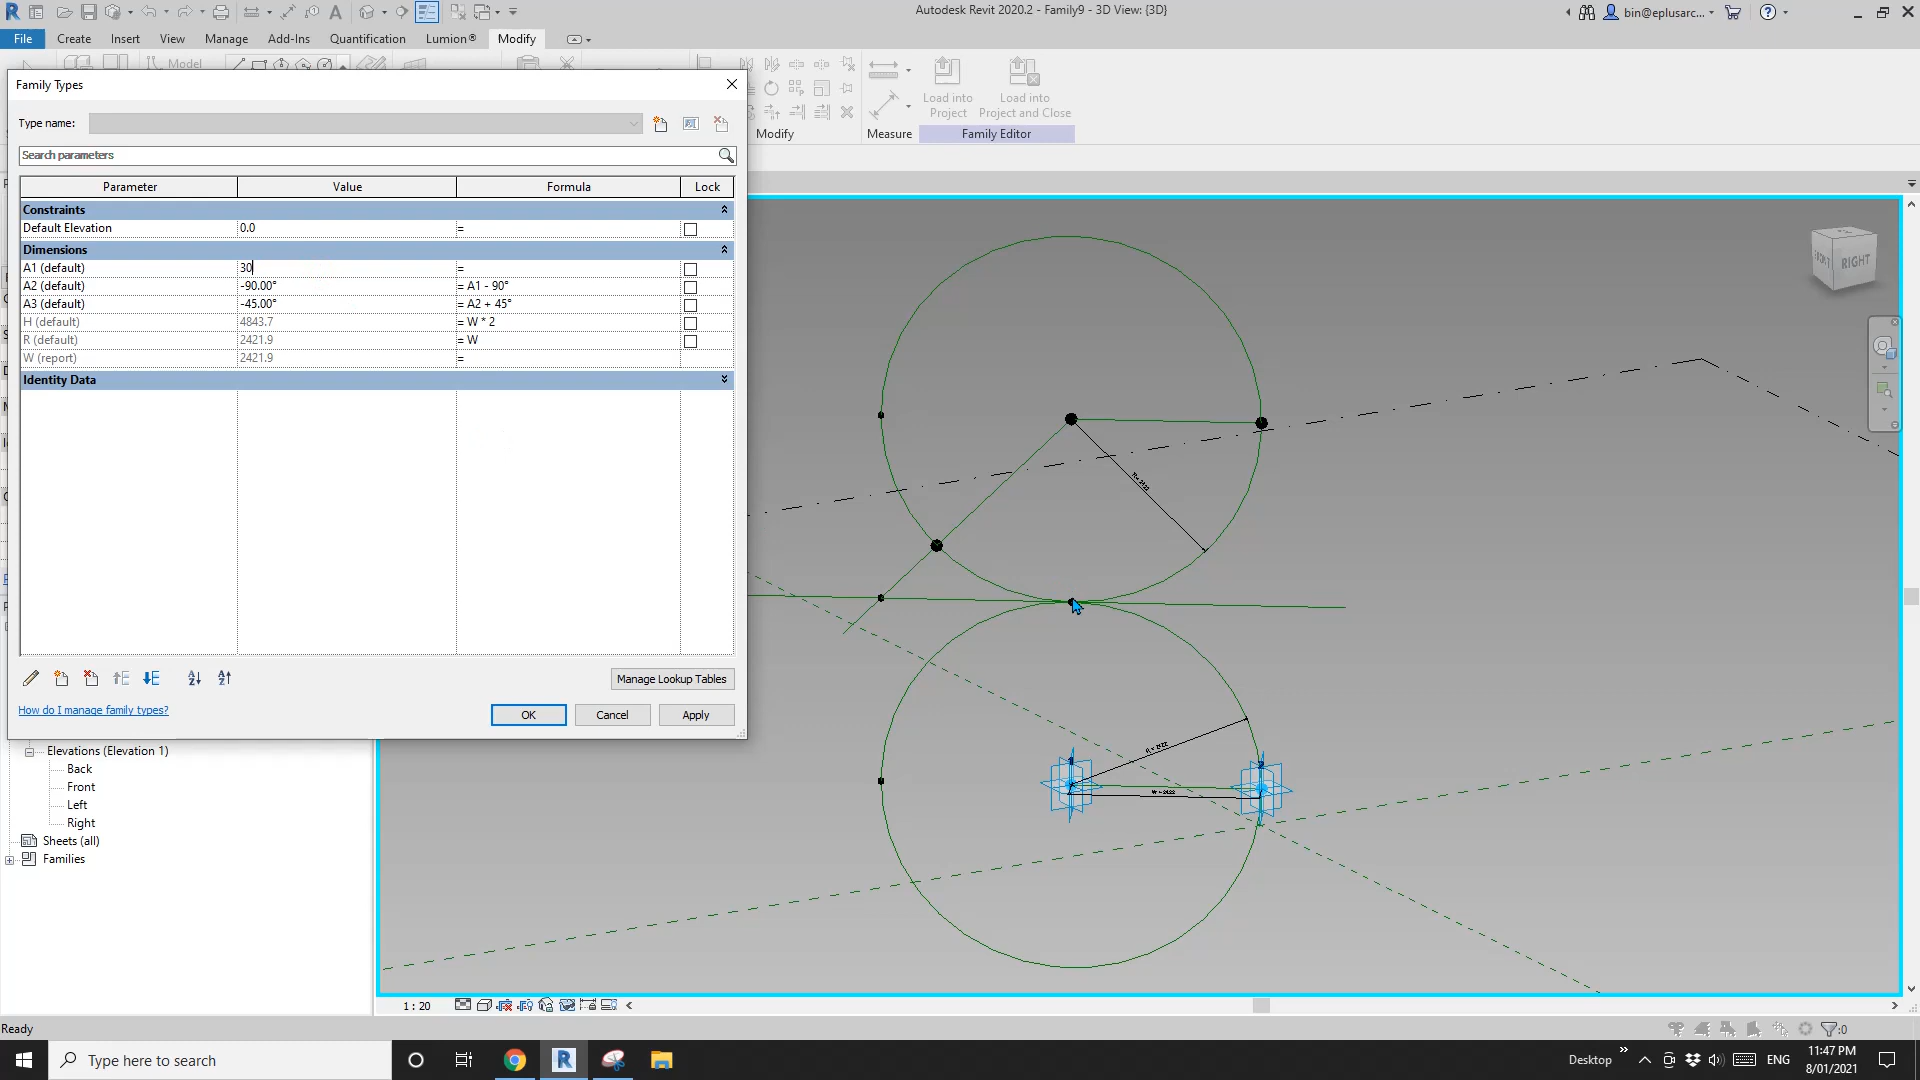 Autodesk Revit 2020.2 - Family9 - 3D View: {3D}
bin@eplusarc...
File Create Insert View Manage Add-Ins Quantification Lumion® Modify
Model
Load into Project
Load into Project and Close
Modify Measure Family Editor
Family Types
Type name:
Search parameters
Parameter Value Formula Lock
Constraints
Default Elevation 0.0 =
Dimensions
A1 (default) 30 =
A2 (default) -90.00° = A1 - 90°
A3 (default) -45.00° = A2 + 45°
H (default) 4843.7 = W * 2
R (default) 2421.9 = W
W (report) 2421.9 =
Identity Data
Manage Lookup Tables
How do I manage family types?
OK Cancel Apply
RIGHT
Elevations (Elevation 1)
Back
Front
Left
Right
Sheets (all)
Families
1 : 20
Ready
:0
Type here to search
Desktop
ENG
11:47 PM
8/01/2021